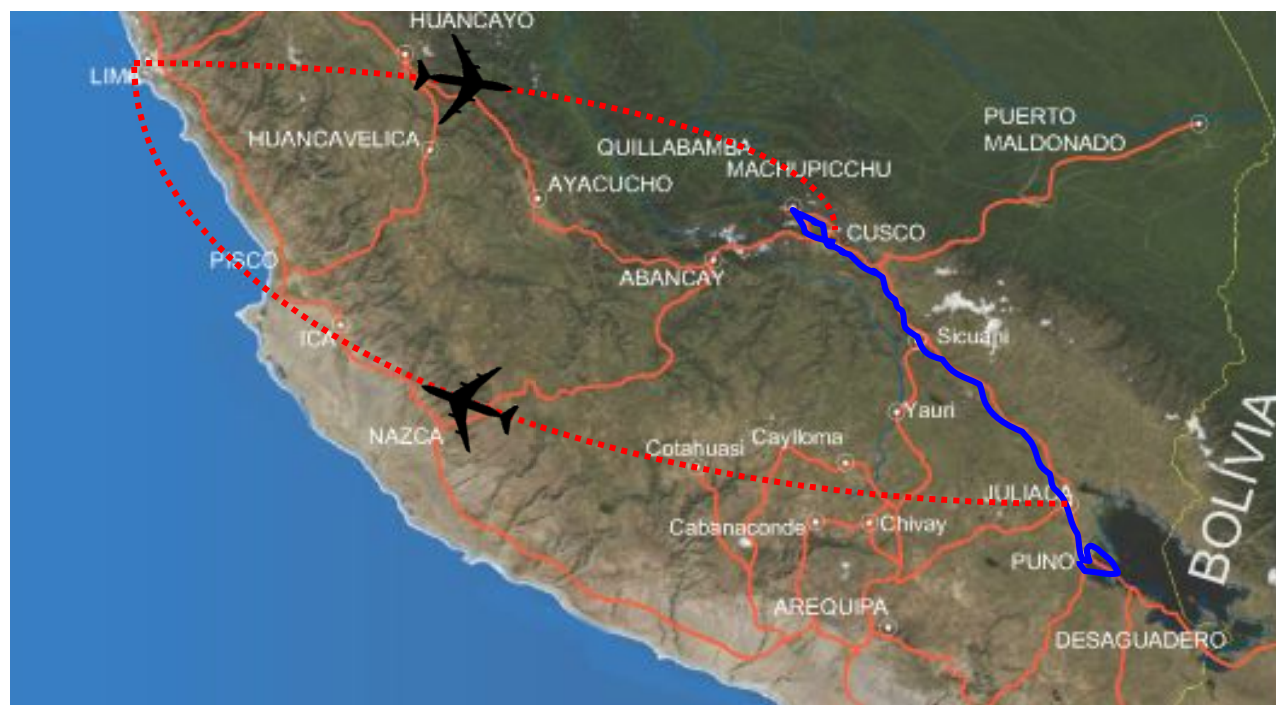 HUANCAYO
LIMA
HUANCAVELICA
QUILLABAMBA
MACHUPICCHU
PUERTO
MALDONADO
AYACUCHO
CUSCO
PISCO
ABANCAY
ICA
Sicuani
Yauri
NAZCA
Cotahuasi
Caylloma
JULIACA
Cabanaconde
Chivay
PUNO
BOLÍVIA
AREQUIPA
DESAGUADERO